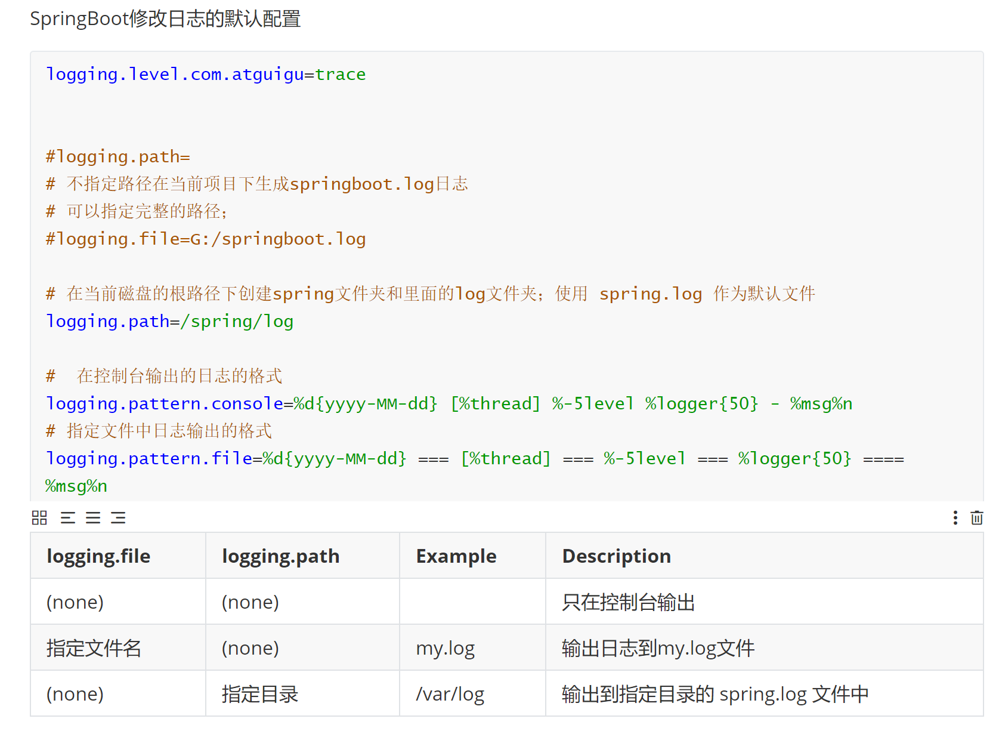 SpringBoot修改日志的默认配置
logging.level.com.atguigu=trace
#logging.path=
# 不指定路径在当前项目下生成springboot.log日志
# 可以指定完整的路径；
#logging.file=G:/springboot.log
# 在当前磁盘的根路径下创建spring文件夹和里面的log文件夹；使用 spring.log 作为默认文件
logging.path=/spring/log
#  在控制台输出的日志的格式
logging.pattern.console=%d{yyyy-MM-dd} [%thread] %-5level %logger{50} - %msg%n
# 指定文件中日志输出的格式
logging.pattern.file=%d{yyyy-MM-dd} === [%thread] === %-5level === %logger{50} ====
%msg%n
logging.file logging.path Example Description
(none) (none) 只在控制台输出
指定文件名 (none) my.log 输出日志到my.log文件
(none) 指定目录 /var/log 输出到指定目录的 spring.log 文件中